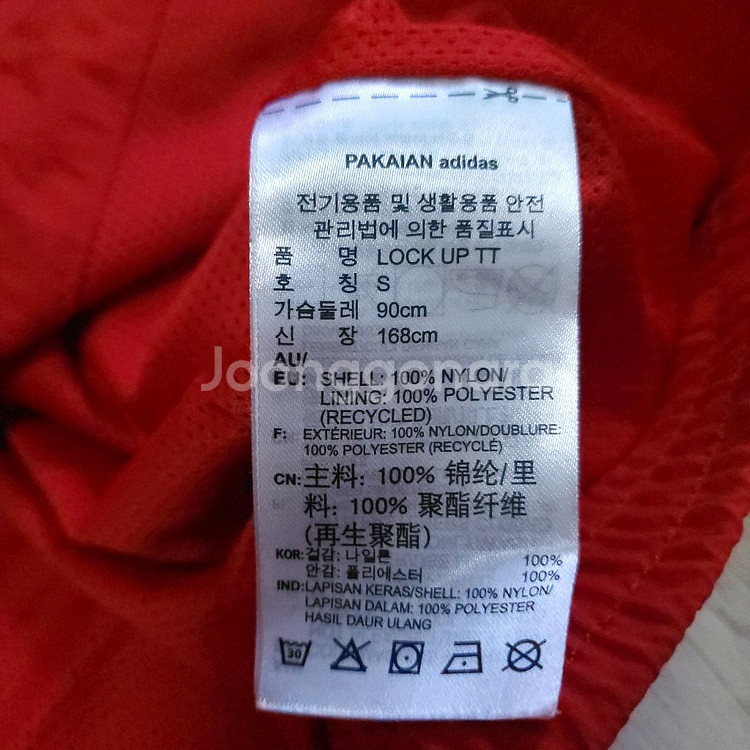 PAKAIAN adidas
전기용품 및 생활용품 안전
관리법에 의한 품질표시
품 명 LOCK UP TT
호 칭 S
가슴둘레 90cm
신 장 168cm
AU/
EU: SHELL: 100% NYLON/
LINING: 100% POLYESTER
(RECYCLED)
F: EXTÉRIEUR: 100% NYLON/DOUBLURE:
100% POLYESTER (RECYCLÉ)
CN: 主料: 100% 锦纶/里
料: 100% 聚酯纤维
(再生聚酯)
KOR: 겉감: 나일론 100%
안감: 폴리에스터 100%
IND: LAPISAN KERAS/SHELL: 100% NYLON/
LAPISAN DALAM: 100% POLYESTER
HASIL DAUR ULANG
30